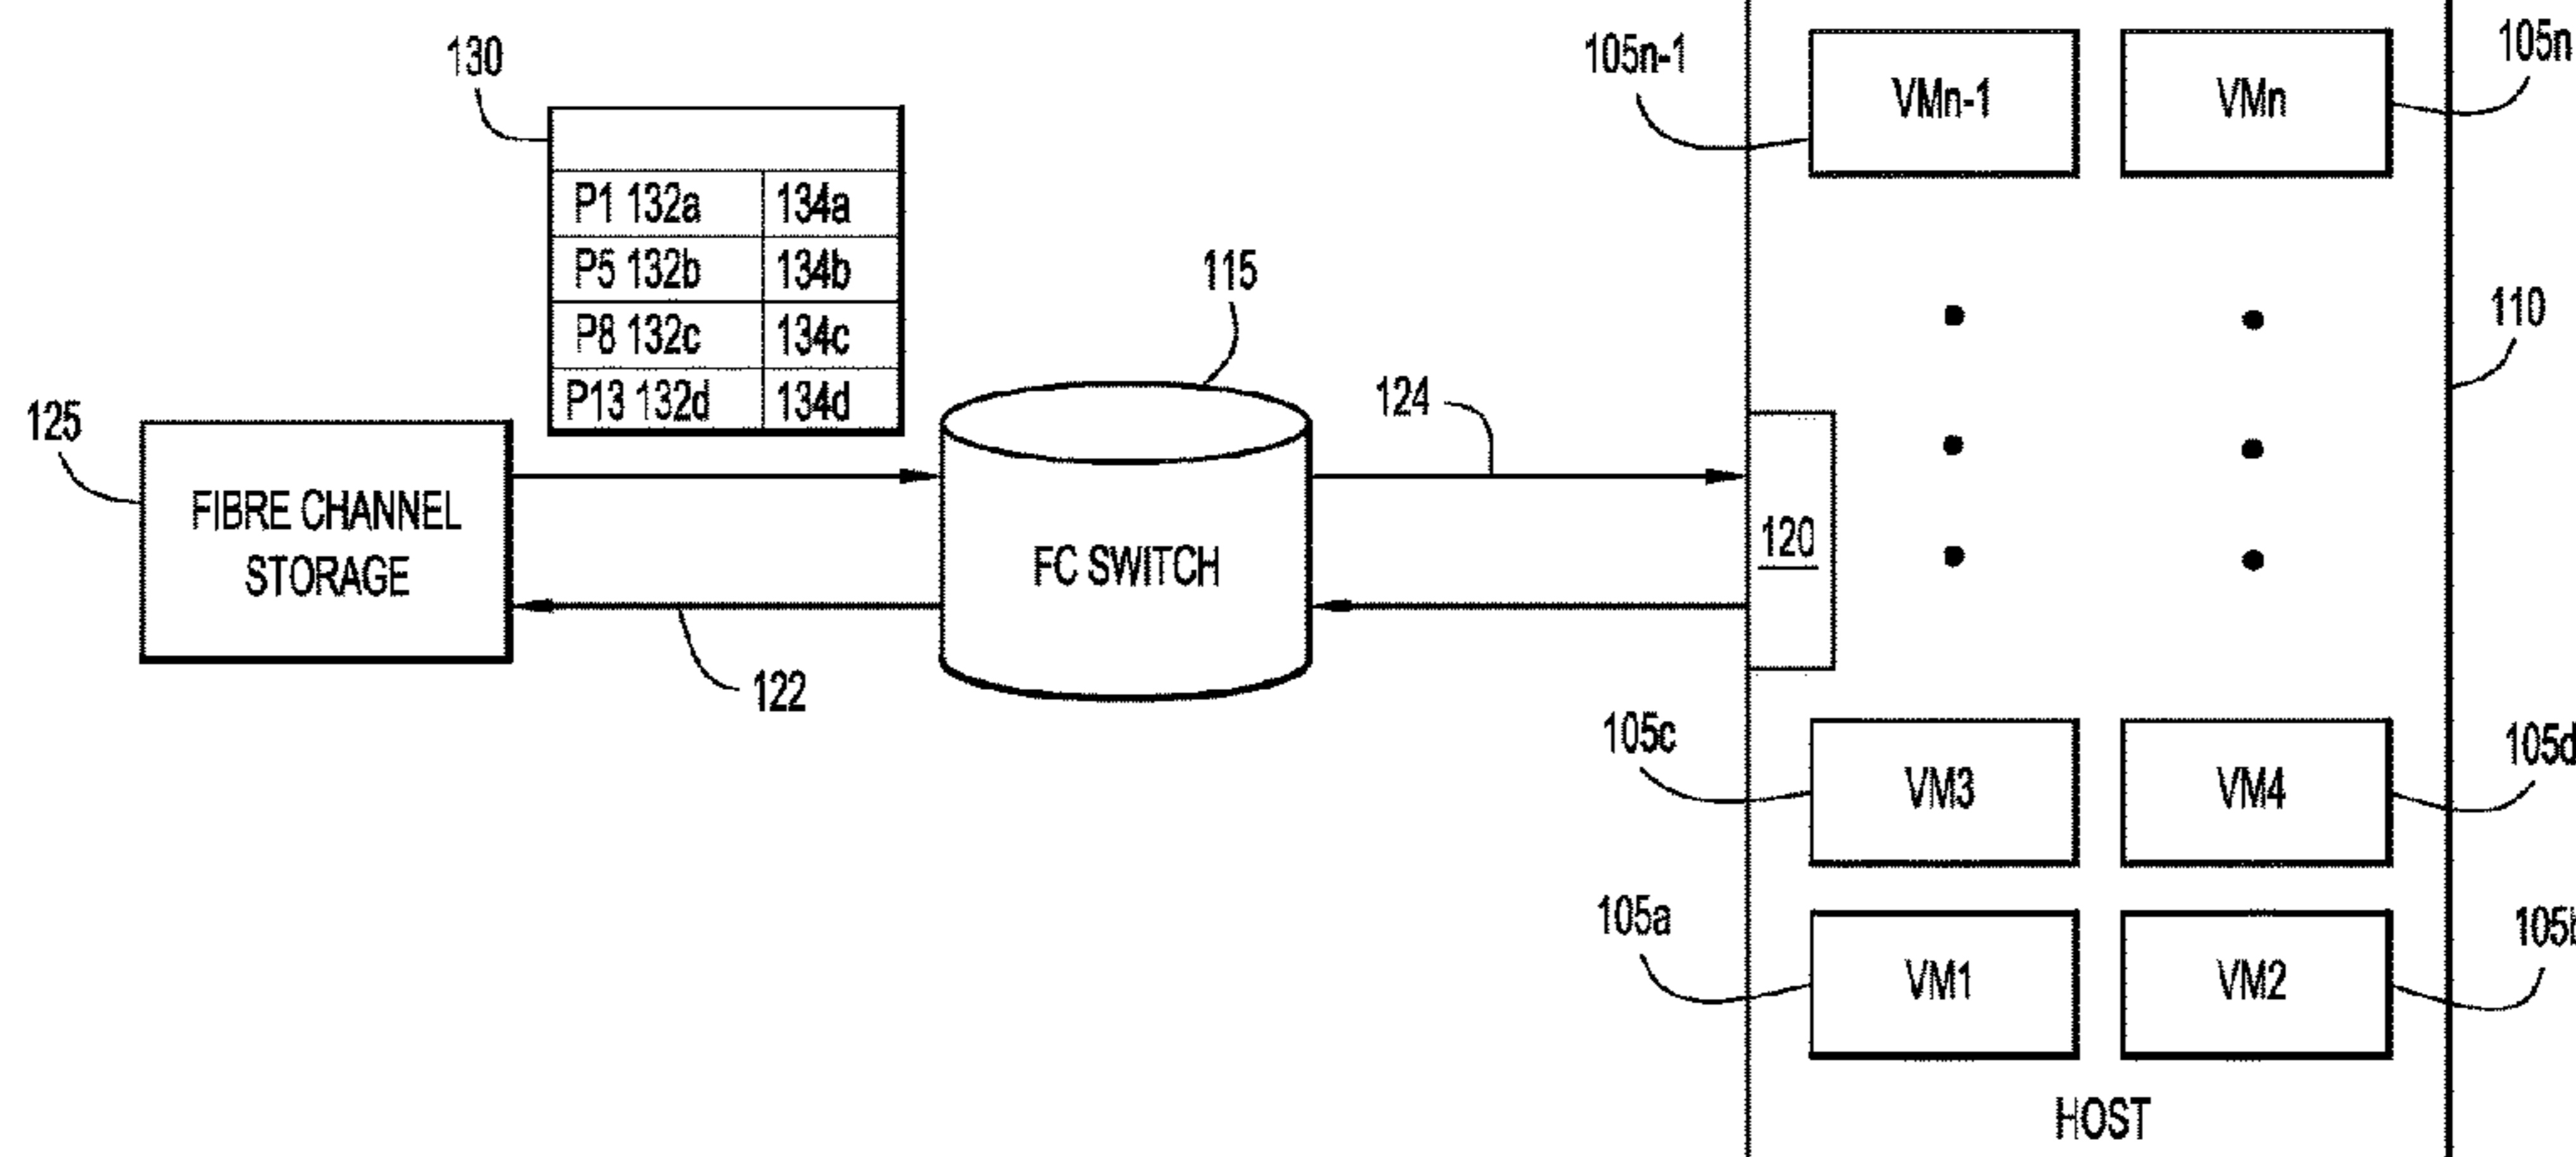 130
P1 132a 134a
P5 132b 134b
P8 132c 134c
P13 132d 134d
125
FIBRE CHANNEL
STORAGE
122
115
FC SWITCH
124
120
105n-1
VMn-1
VMn
105n
110
105c
VM3
VM4
105d
105a
VM1
VM2
HOST